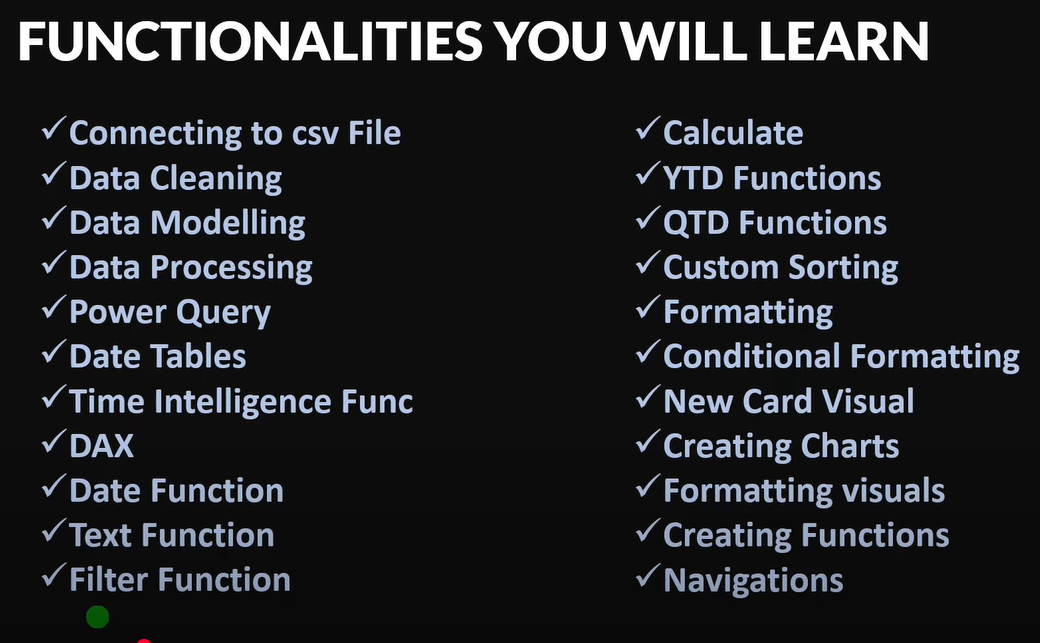 FUNCTIONALITIES YOU WILL LEARN
✓Connecting to csv File
✓Data Cleaning
✓Data Modelling
✓Data Processing
✓Power Query
✓Date Tables
✓Time Intelligence Func
✓DAX
✓Date Function
✓Text Function
✓Filter Function
✓Calculate
✓YTD Functions
✓QTD Functions
✓Custom Sorting
✓Formatting
✓Conditional Formatting
✓New Card Visual
✓Creating Charts
✓Formatting visuals
✓Creating Functions
✓Navigations